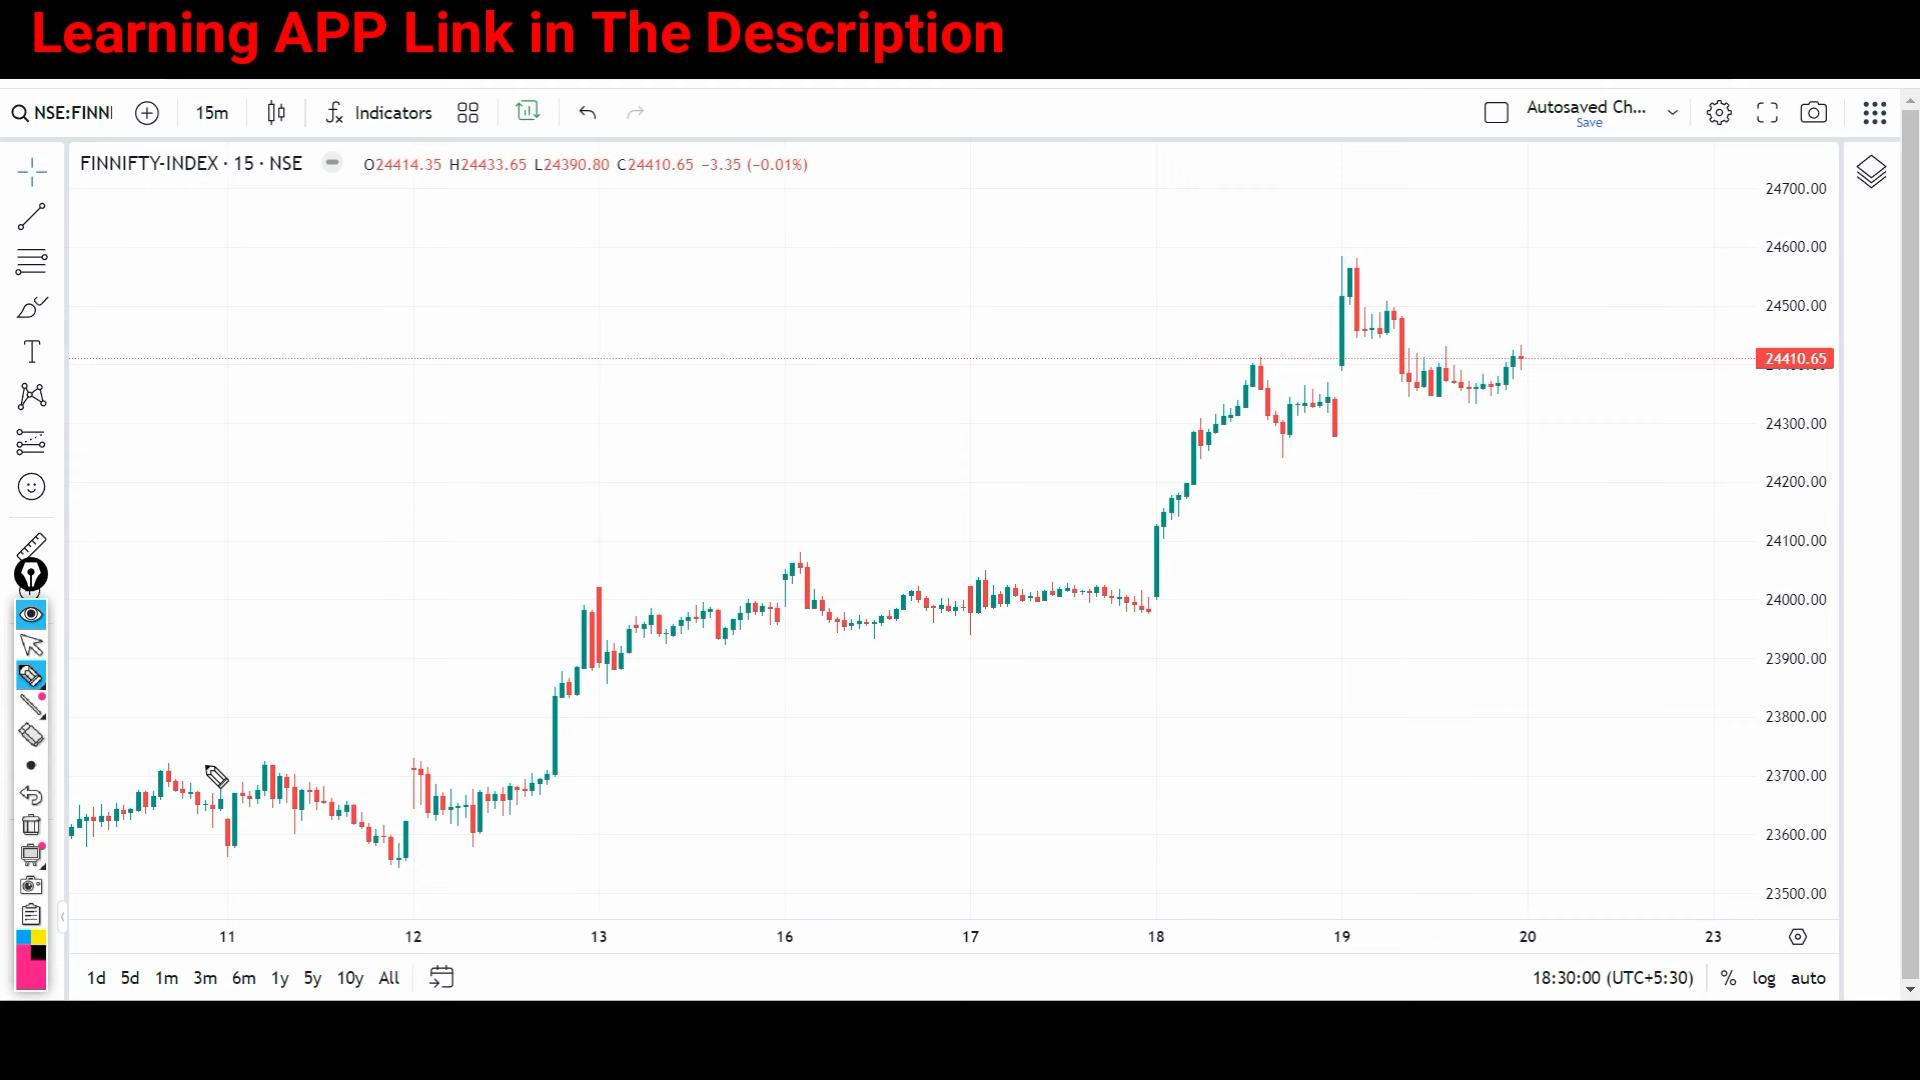 Learning APP Link in The Description
NSE:FINNI 15m Indicators Autosaved Ch...
Save
FINNIFTY-INDEX · 15 · NSE O24414.35 H24433.65 L24390.80 C24410.65 −3.35 (−0.01%)
24700.00
24600.00
24500.00
24410.65
24300.00
24200.00
24100.00
24000.00
23900.00
23800.00
23700.00
23600.00
23500.00
11 12 13 16 17 18 19 20 23
1d 5d 1m 3m 6m 1y 5y 10y All 18:30:00 (UTC+5:30) % log auto